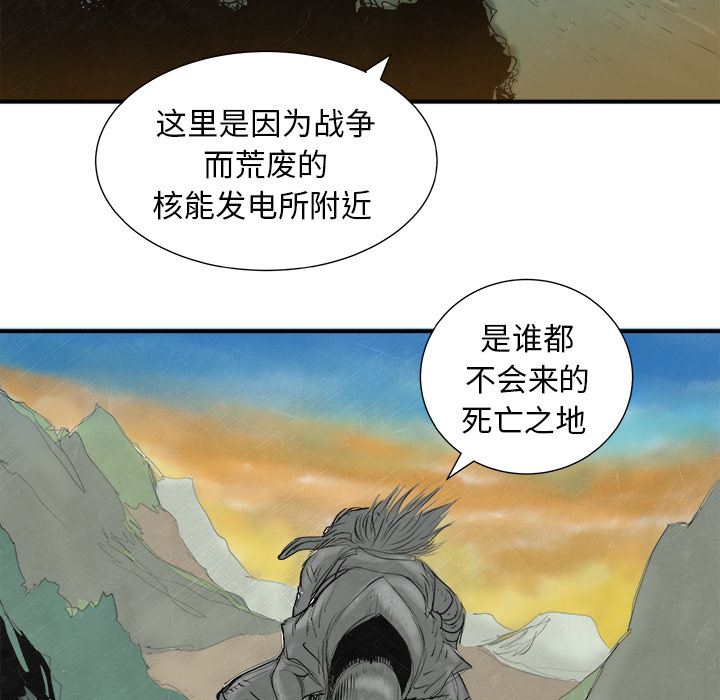 这里是因为战争
而荒废的
核能发电所附近
是谁都
不会来的
死亡之地